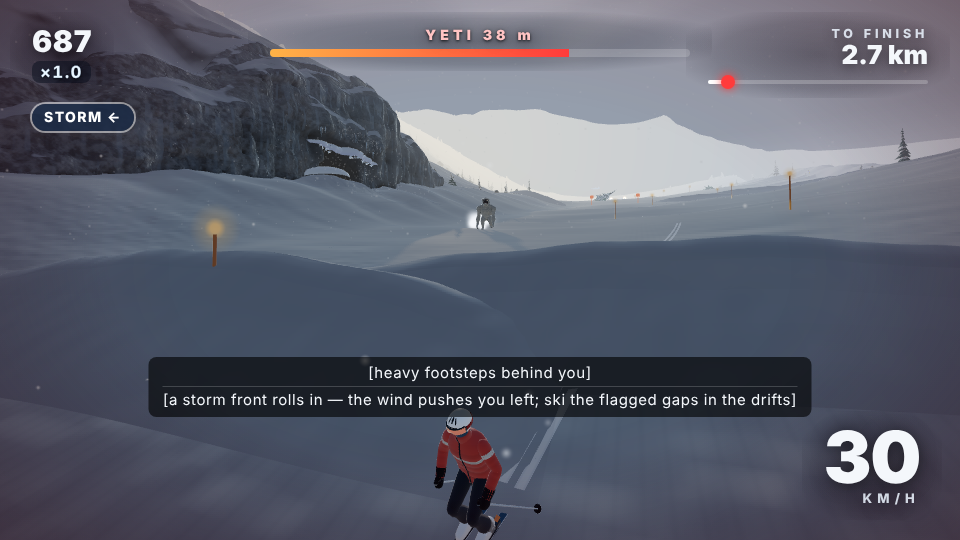 687
×1.0
STORM ←
YETI 38 m
TO FINISH
2.7 km
[heavy footsteps behind you]
[a storm front rolls in — the wind pushes you left; ski the flagged gaps in the drifts]
30
KM/H